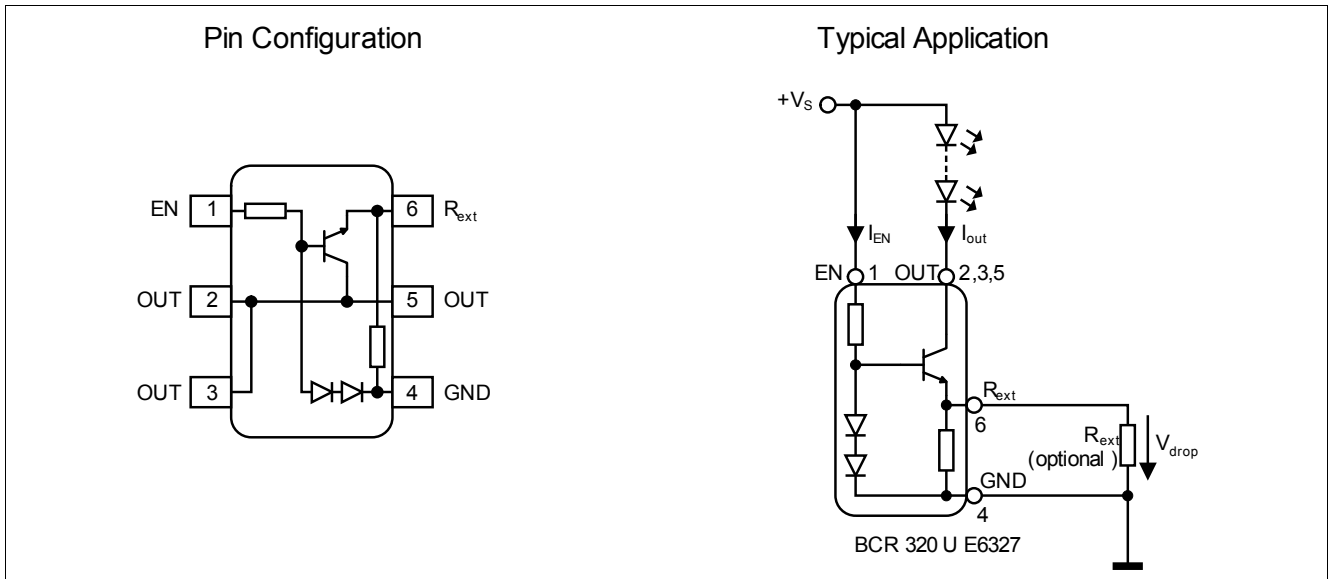 Pin Configuration
EN 1
6 Rext
OUT 2
5 OUT
OUT 3
4 GND
Typical Application
+VS
IEN
Iout
EN 1
OUT 2,3,5
Rext
6
Rext
(optional )
Vdrop
GND
4
BCR 320 U E6327